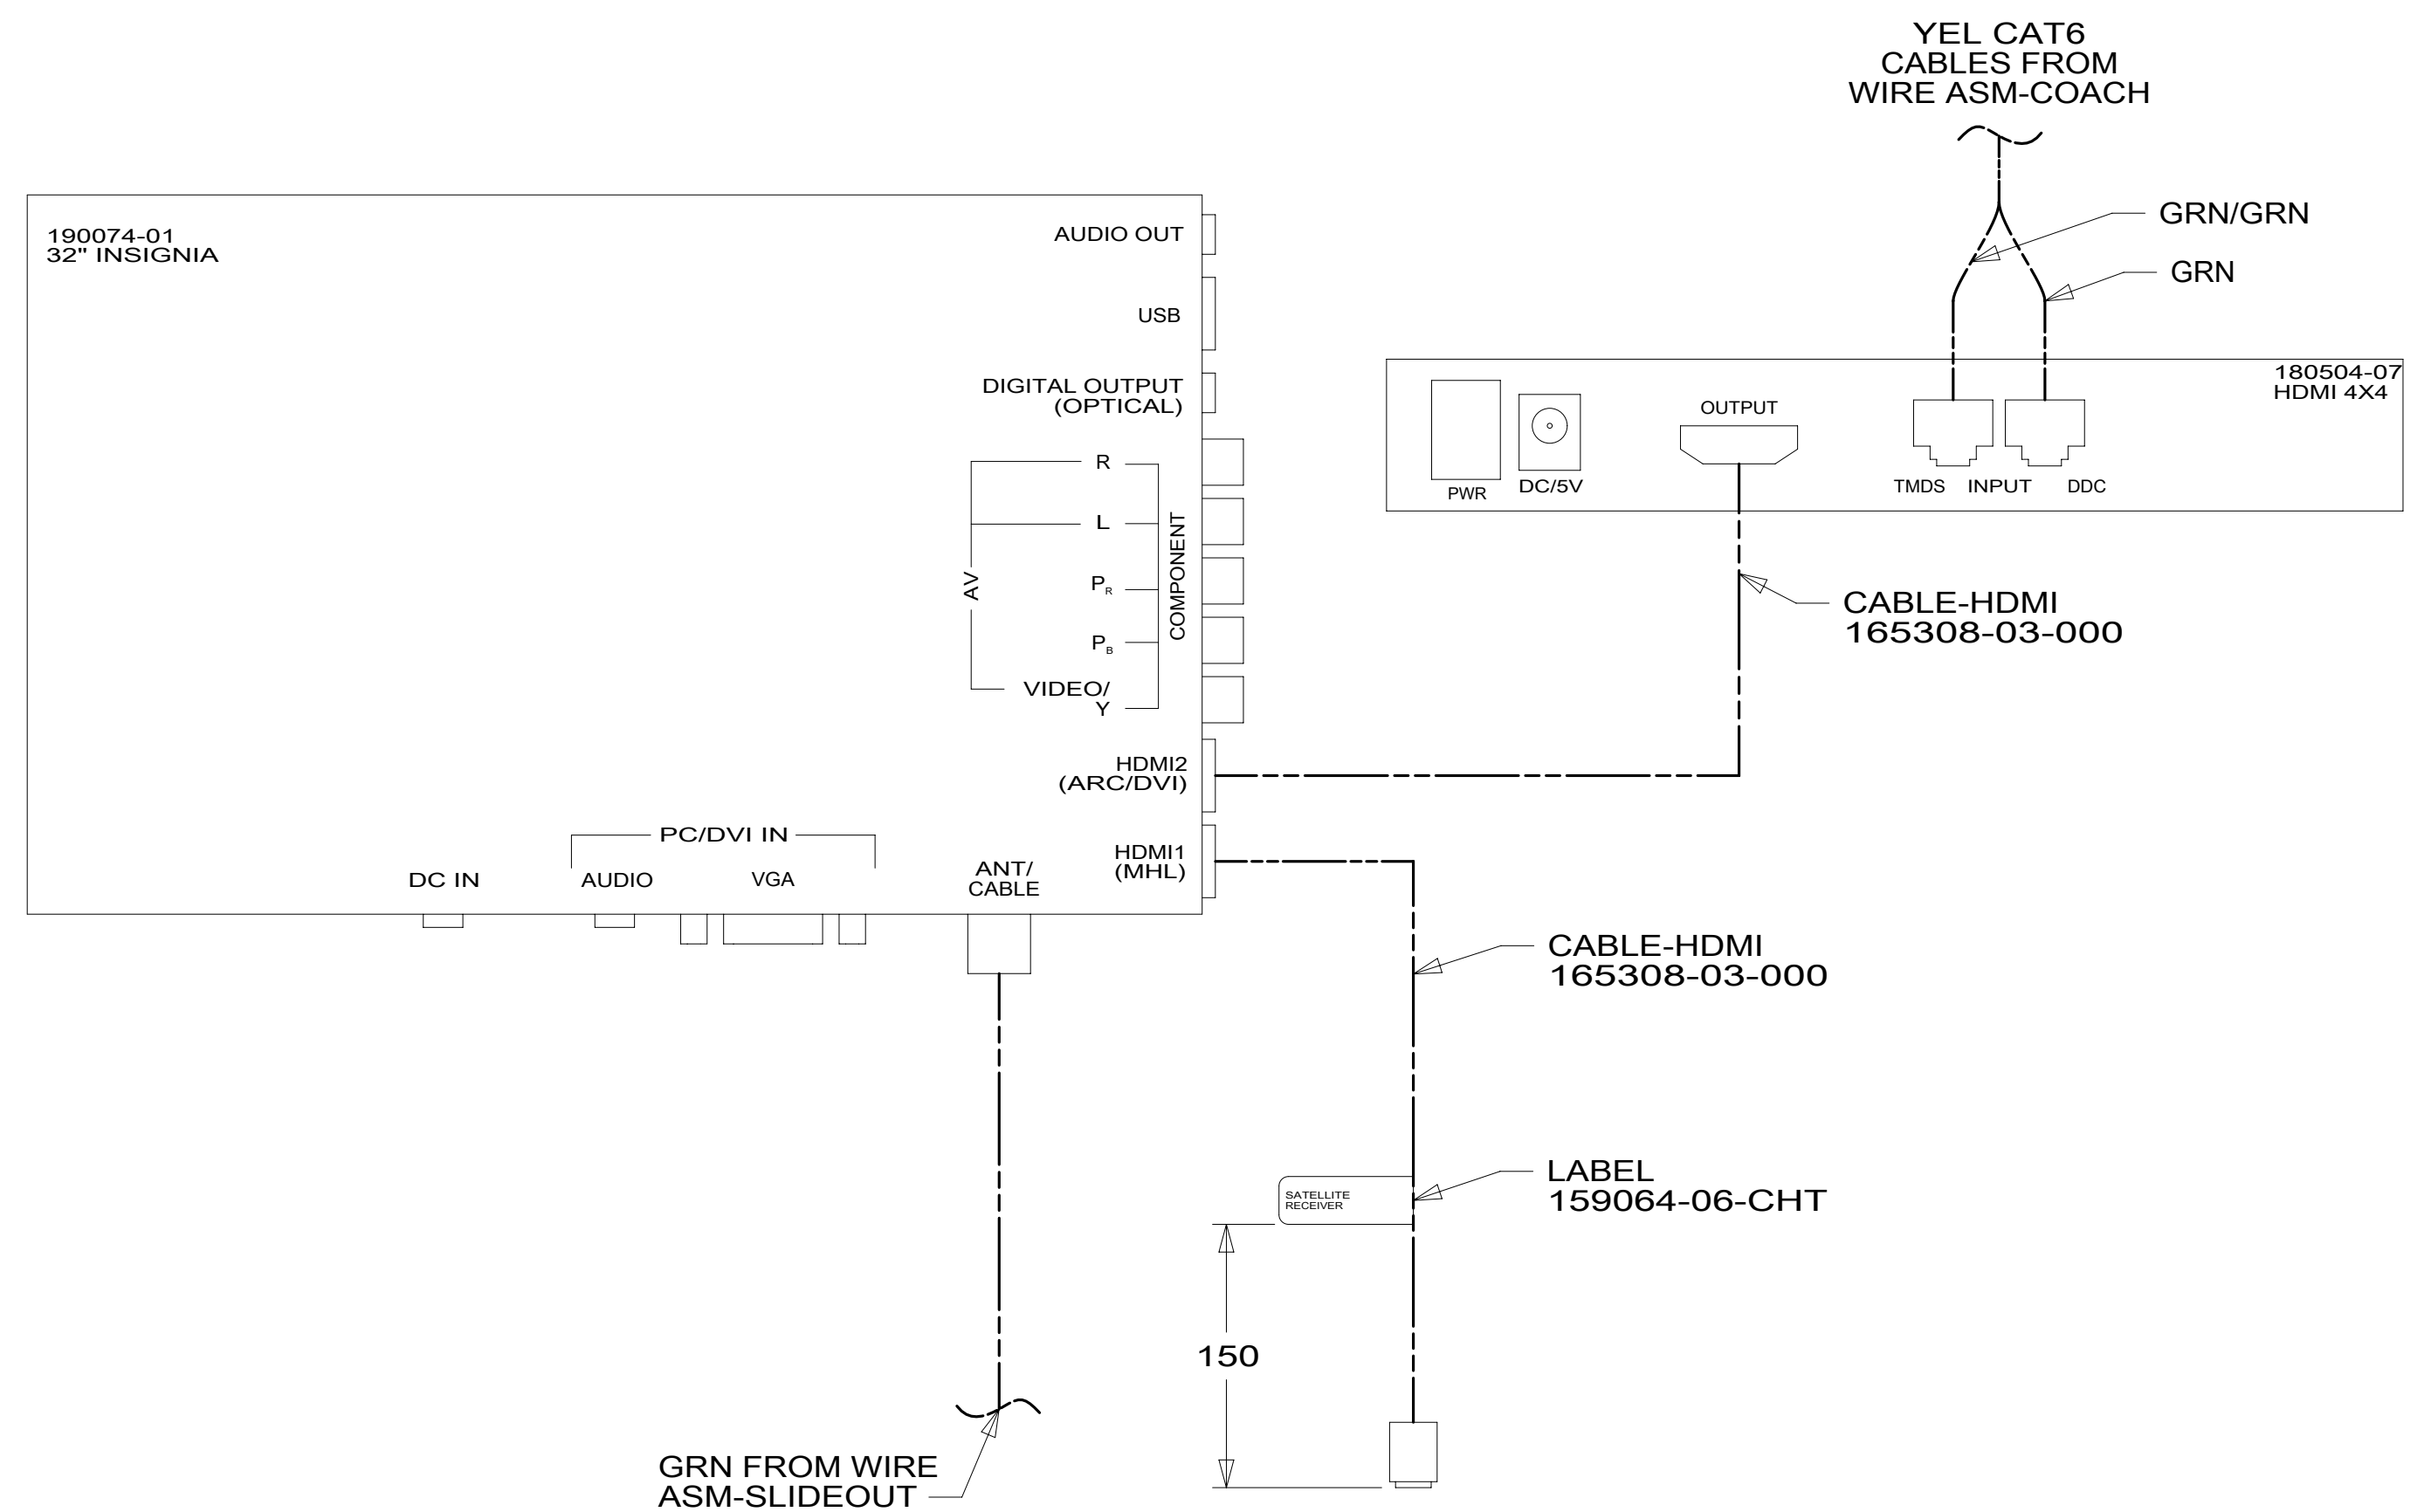 YEL CAT6
CABLES FROM
WIRE ASM-COACH
GRN/GRN
GRN
190074-01
32" INSIGNIA
AUDIO OUT
USB
DIGITAL OUTPUT
(OPTICAL)
R
L
PR
PB
VIDEO/
Y
AV
COMPONENT
HDMI2
(ARC/DVI)
HDMI1
(MHL)
PC/DVI IN
DC IN
AUDIO
VGA
ANT/
CABLE
180504-07
HDMI 4X4
OUTPUT
PWR
DC/5V
TMDS
INPUT
DDC
CABLE-HDMI
165308-03-000
CABLE-HDMI
165308-03-000
LABEL
159064-06-CHT
SATELLITE
RECEIVER
150
GRN FROM WIRE
ASM-SLIDEOUT